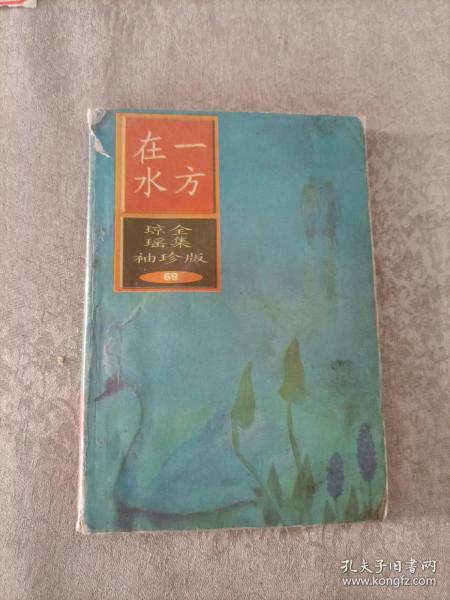 在水
一方
琼瑶
全集
袖珍版
69
孔夫子旧书网
www.kongfz.com